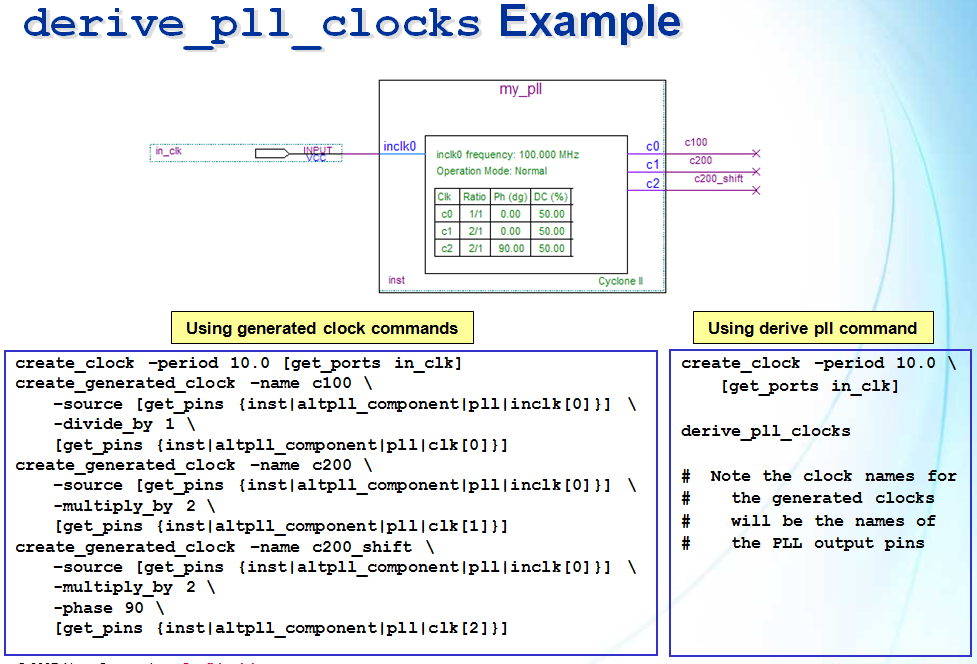 derive_pll_clocks Example
my_pll
in_clk
INPUT
VCC
inclk0
inclk0 frequency: 100.000 MHz
Operation Mode: Normal
Clk Ratio Ph (dg) DC (%)
c0 1/1 0.00 50.00
c1 2/1 0.00 50.00
c2 2/1 90.00 50.00
c0 c100
c1 c200
c2 c200_shift
inst
Cyclone II
Using generated clock commands
create_clock –period 10.0 [get_ports in_clk]
create_generated_clock –name c100 \
–source [get_pins {inst|altpll_component|pll|inclk[0]}] \
-divide_by 1 \
[get_pins {inst|altpll_component|pll|clk[0]}]
create_generated_clock –name c200 \
–source [get_pins {inst|altpll_component|pll|inclk[0]}] \
-multiply_by 2 \
[get_pins {inst|altpll_component|pll|clk[1]}]
create_generated_clock –name c200_shift \
–source [get_pins {inst|altpll_component|pll|inclk[0]}] \
-multiply_by 2 \
-phase 90 \
[get_pins {inst|altpll_component|pll|clk[2]}]
Using derive pll command
create_clock –period 10.0 \
[get_ports in_clk]
derive_pll_clocks
# Note the clock names for
# the generated clocks
# will be the names of
# the PLL output pins